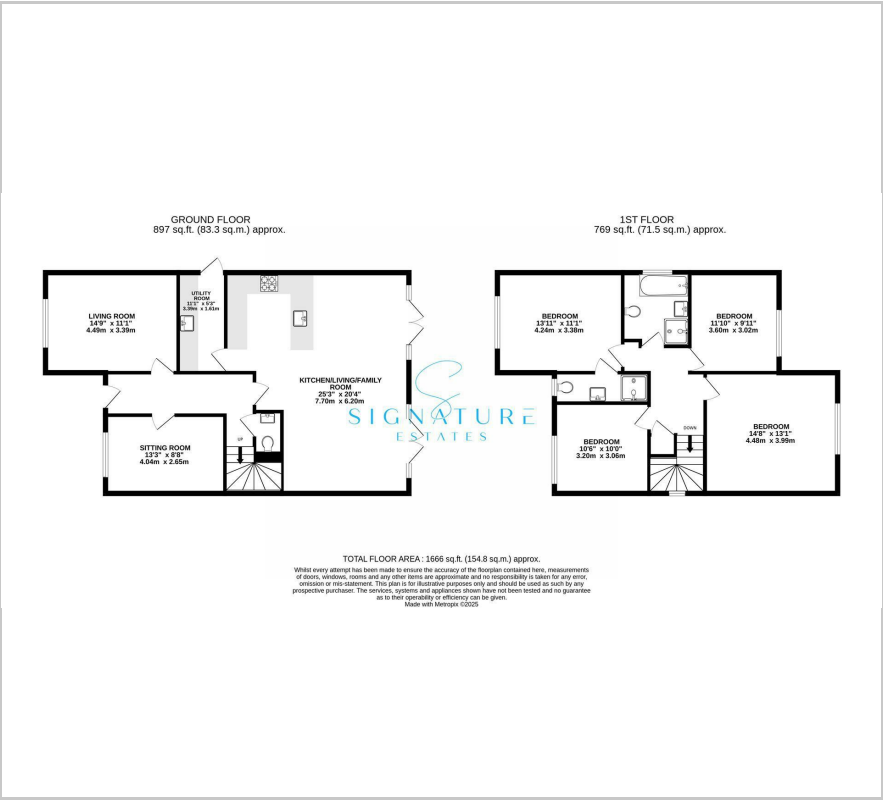 GROUND FLOOR
897 sq.ft. (83.3 sq.m.) approx.
1ST FLOOR
769 sq.ft. (71.5 sq.m.) approx.
LIVING ROOM
14'9" x 11'1"
4.49m x 3.39m
UTILITY
ROOM
11'1" x 5'3"
3.39m x 1.61m
KITCHEN/LIVING/FAMILY
ROOM
25'3" x 20'4"
7.70m x 6.20m
SITTING ROOM
13'3" x 8'8"
4.04m x 2.65m
UP
SIGNATURE
ESTATES
BEDROOM
13'11" x 11'1"
4.24m x 3.38m
BEDROOM
11'10" x 9'11"
3.60m x 3.02m
BEDROOM
10'6" x 10'0"
3.20m x 3.06m
DOWN
BEDROOM
14'8" x 13'1"
4.48m x 3.99m
TOTAL FLOOR AREA : 1666 sq.ft. (154.8 sq.m.) approx.
Whilst every attempt has been made to ensure the accuracy of the floorplan contained here, measurements
of doors, windows, rooms and any other items are approximate and no responsibility is taken for any error,
omission or mis-statement. This plan is for illustrative purposes only and should be used as such by any
prospective purchaser. The services, systems and appliances shown have not been tested and no guarantee
as to their operability or efficiency can be given.
Made with Metropix ©2025